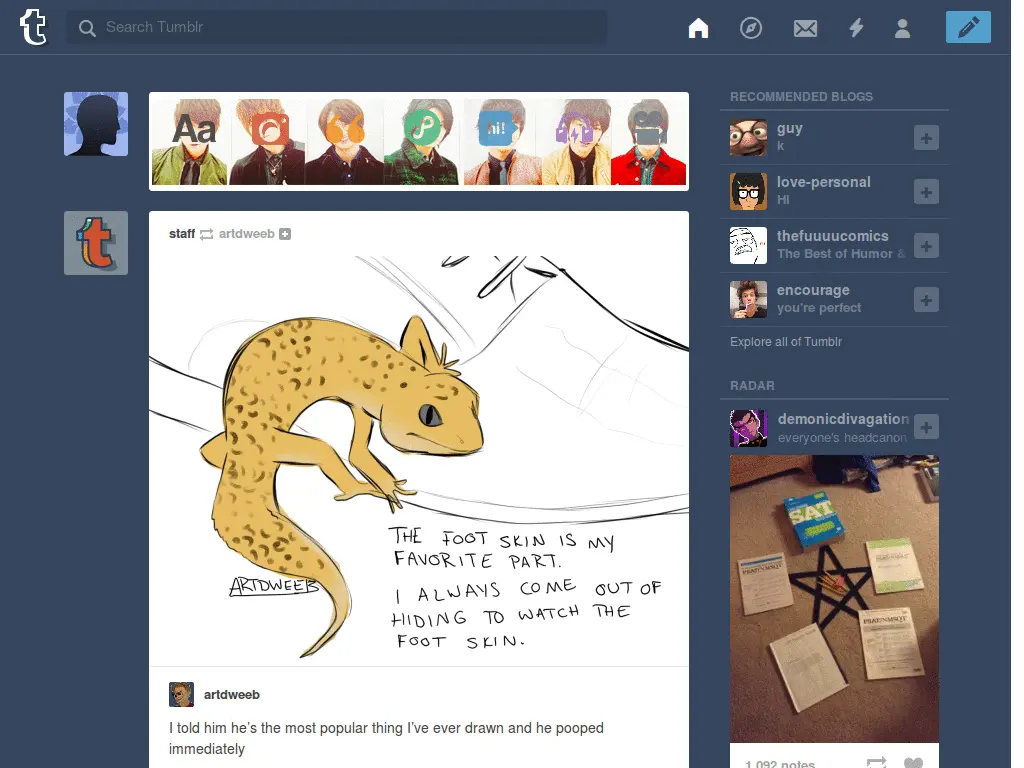 t
Search Tumblr
Aa
hi!
RECOMMENDED BLOGS
guy
k
love-personal
HI
thefuuuucomics
The Best of Humor &
encourage
you're perfect
Explore all of Tumblr
RADAR
demonicdivagation
everyone's headcanon
SAT
PSAT/NMSQT
1,092 notes
t
staff artdweeb
THE FOOT SKIN IS MY
FAVORITE PART.
I ALWAYS COME OUT OF
HIDING TO WATCH THE
FOOT SKIN.
ARTDWEEB
artdweeb
I told him he's the most popular thing I've ever drawn and he pooped
immediately